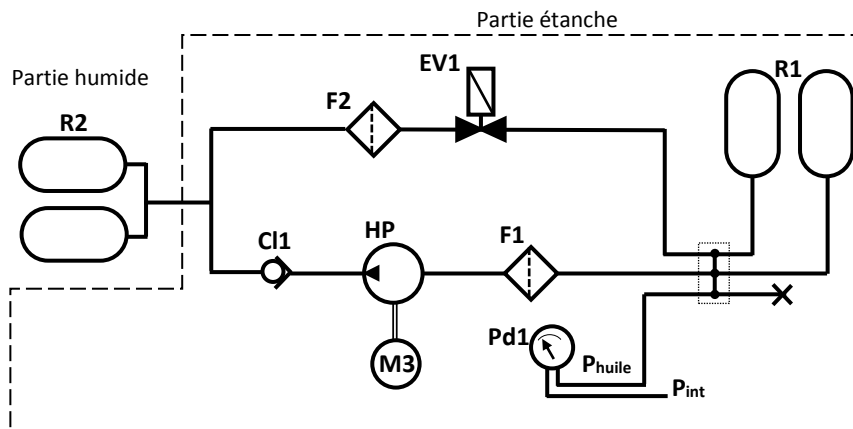 Partie étanche
Partie humide
EV1
R1
F2
R2
Cl1
HP
F1
Pd1
M3
Phuile
Pint